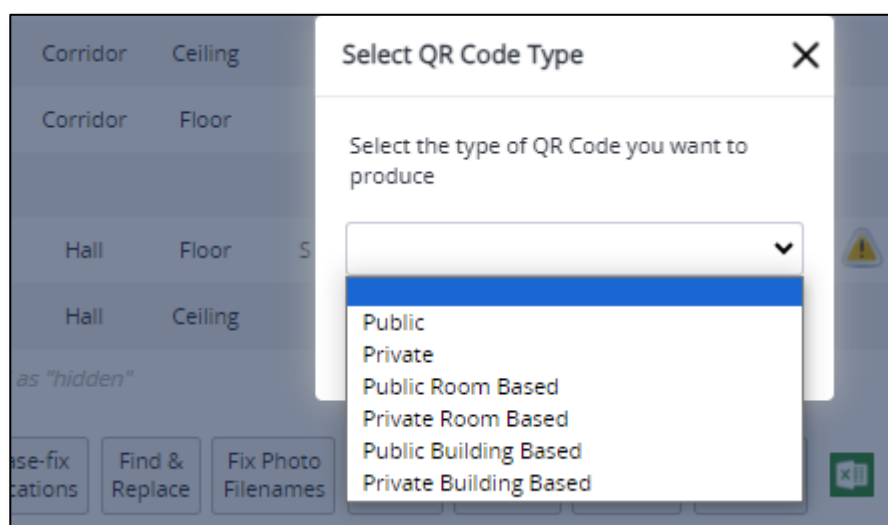 Corridor Ceiling
Select QR Code Type
Corridor Floor
Select the type of QR Code you want to
produce
Hall Floor S
Hall Ceiling
Public
Private
Public Room Based
Private Room Based
Public Building Based
Private Building Based
as "hidden"
Find &
Replace
Fix Photo
Filenames